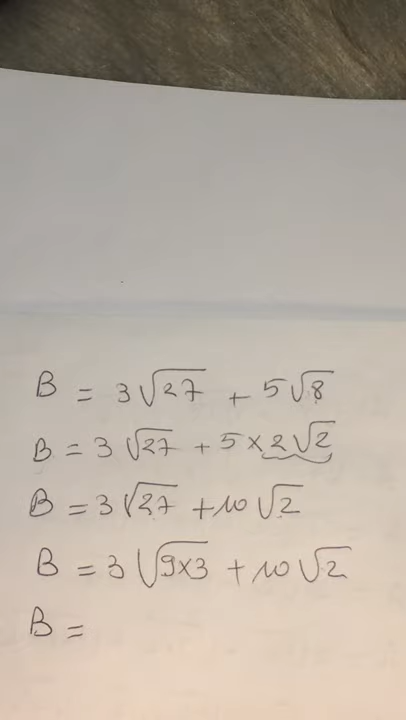 B = 3√27 + 5√8
B = 3√27 + 5×2√2
B = 3√27 + 10√2
B = 3√9×3 + 10√2
B =